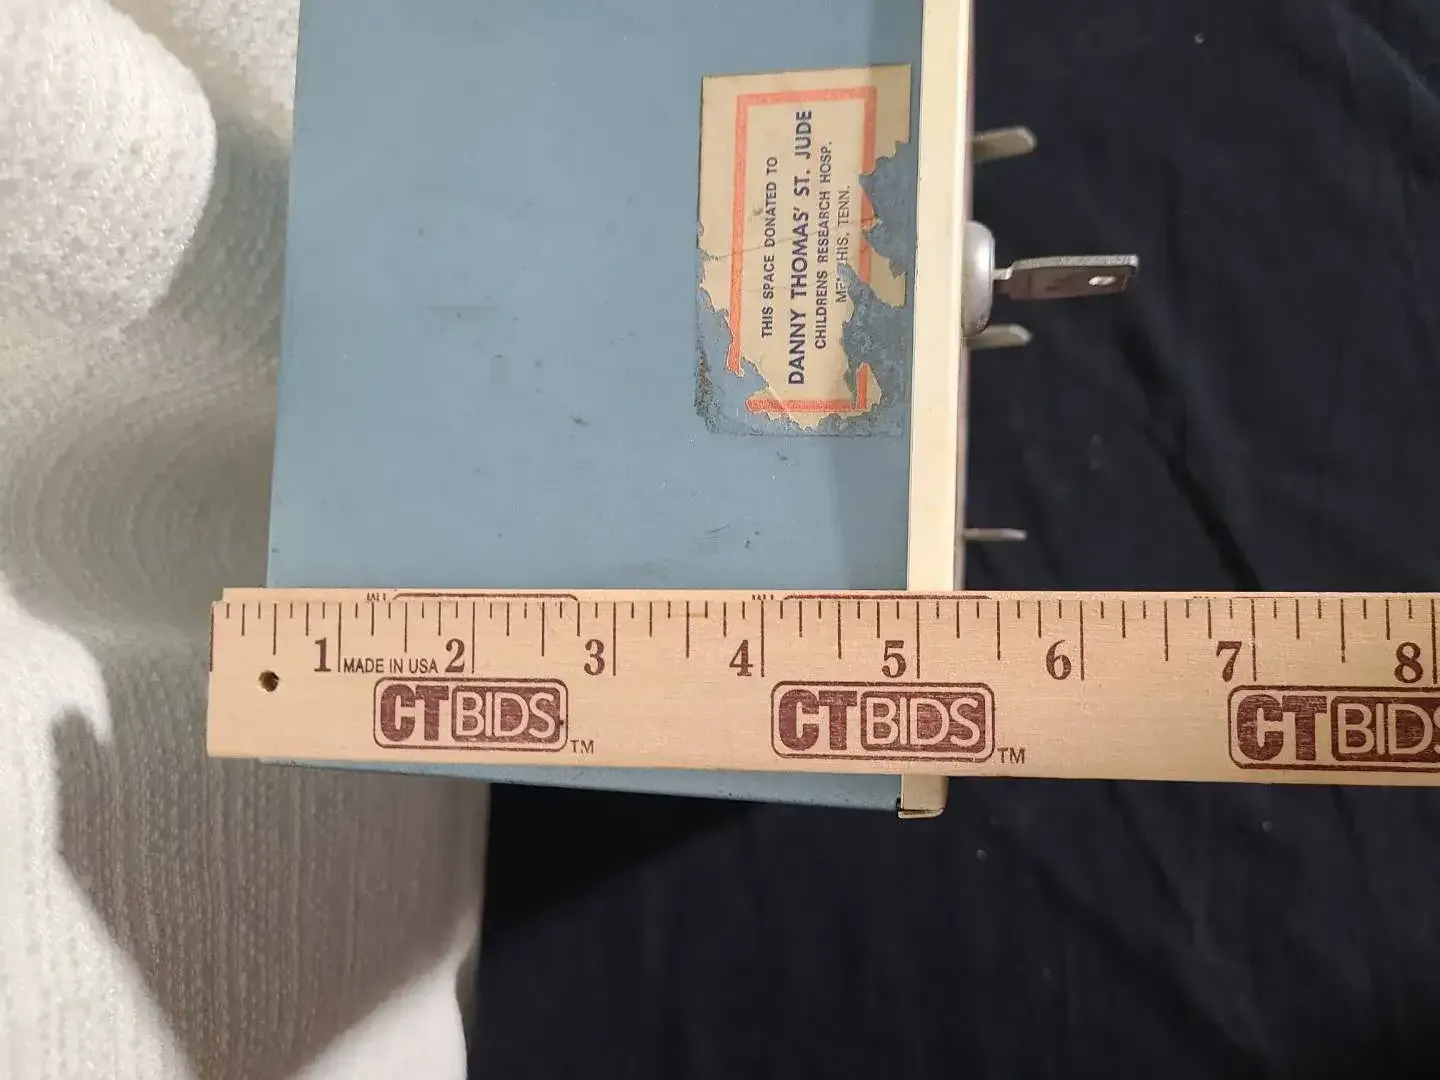 THIS SPACE DONATED TO
DANNY THOMAS' ST. JUDE
CHILDRENS RESEARCH HOSP.
TENN.
1 MADE IN USA 2 3 4 5 6 7 8
CTBIDS TM CTBIDS TM CTBIDS